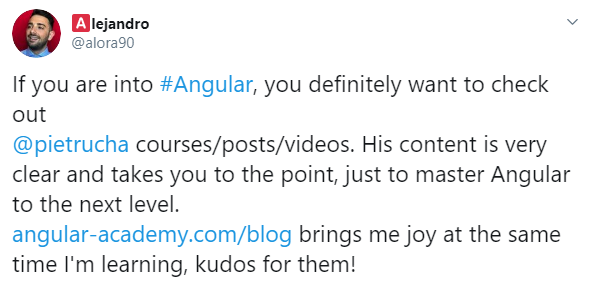 🅰️lejandro
@alora90
If you are into #Angular, you definitely want to check
out
@pietrucha courses/posts/videos. His content is very
clear and takes you to the point, just to master Angular
to the next level.
angular-academy.com/blog brings me joy at the same
time I'm learning, kudos for them!